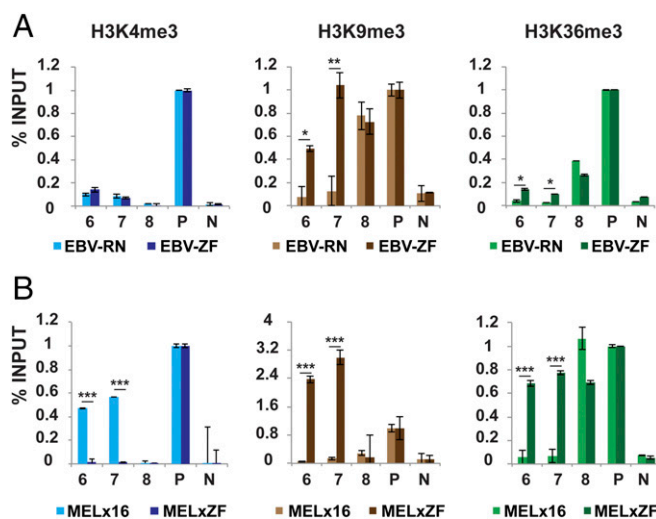 A
H3K4me3
H3K9me3
H3K36me3
% INPUT
1.2
1
0.8
0.6
0.4
0.2
0
6 7 8 P N
EBV-RN EBV-ZF
1.2
1
0.8
0.6
0.4
0.2
0
* **
6 7 8 P N
EBV-RN EBV-ZF
1.2
1
0.8
0.6
0.4
0.2
0
* *
6 7 8 P N
EBV-RN EBV-ZF
B
% INPUT
1.2
1
0.8
0.6
0.4
0.2
0
*** ***
6 7 8 P N
MELx16 MELxZF
4
3.2
2.4
1.6
0.8
0
*** ***
6 7 8 P N
MELx16 MELxZF
1.2
1
0.8
0.6
0.4
0.2
0
*** ***
6 7 8 P N
MELx16 MELxZF